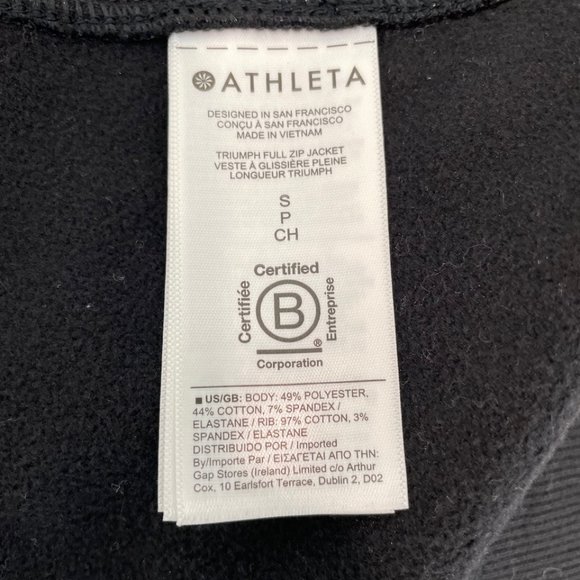 ATHLETA
DESIGNED IN SAN FRANCISCO
CONÇU À SAN FRANCISCO
MADE IN VIETNAM
TRIUMPH FULL ZIP JACKET
VESTE À GLISSIÈRE PLEINE
LONGUEUR TRIUMPH
S
P
CH
Certified
Certifiée
B
Entreprise
®
Corporation
■ US/GB: BODY: 49% POLYESTER,
44% COTTON, 7% SPANDEX /
ELASTANE / RIB: 97% COTTON, 3%
SPANDEX / ELASTANE
DISTRIBUIDO POR / Imported
By/Importe Par / ΕΙΣΑΓΕΤΑΙ ΑΠΟ ΤΗΝ:
Gap Stores (Ireland) Limited c/o Arthur
Cox, 10 Earlsfort Terrace, Dublin 2, D02